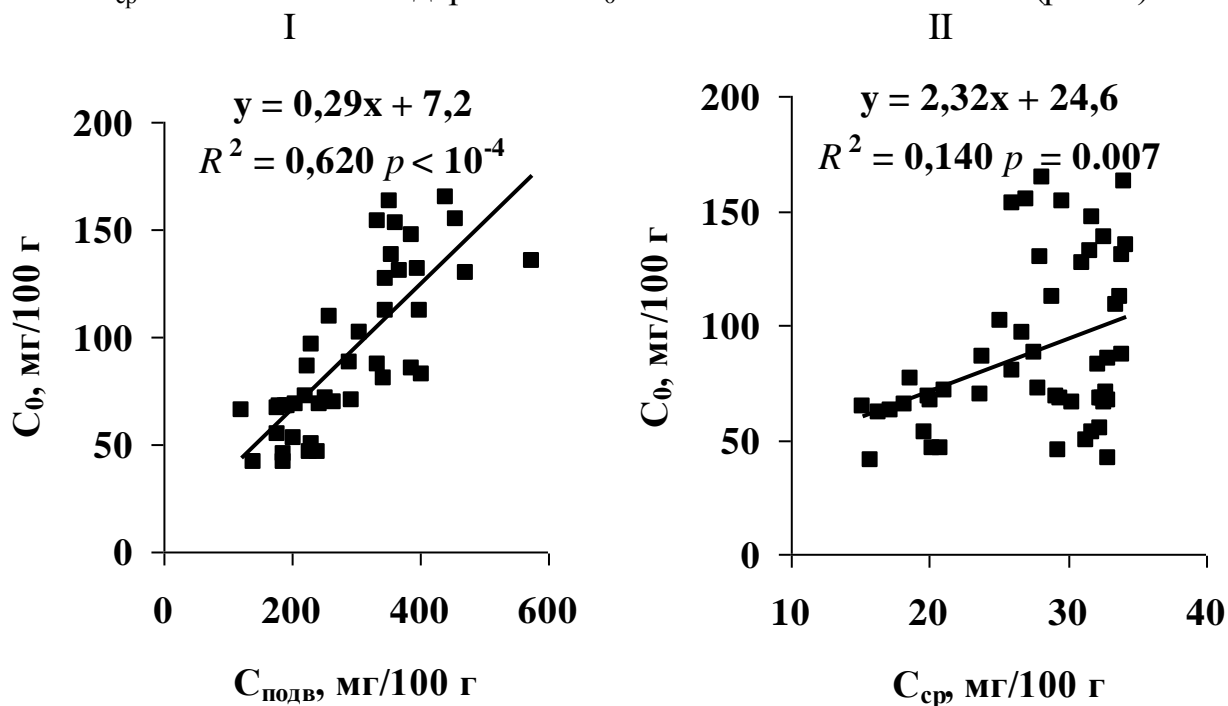 I
II
y = 0,29x + 7,2
R² = 0,620 p < 10⁻⁴
200
150
100
50
0
0 200 400 600
C₀, мг/100 г
Cподв, мг/100 г
y = 2,32x + 24,6
R² = 0,140 p = 0.007
200
150
100
50
0
10 20 30 40
C₀, мг/100 г
Cср, мг/100 г